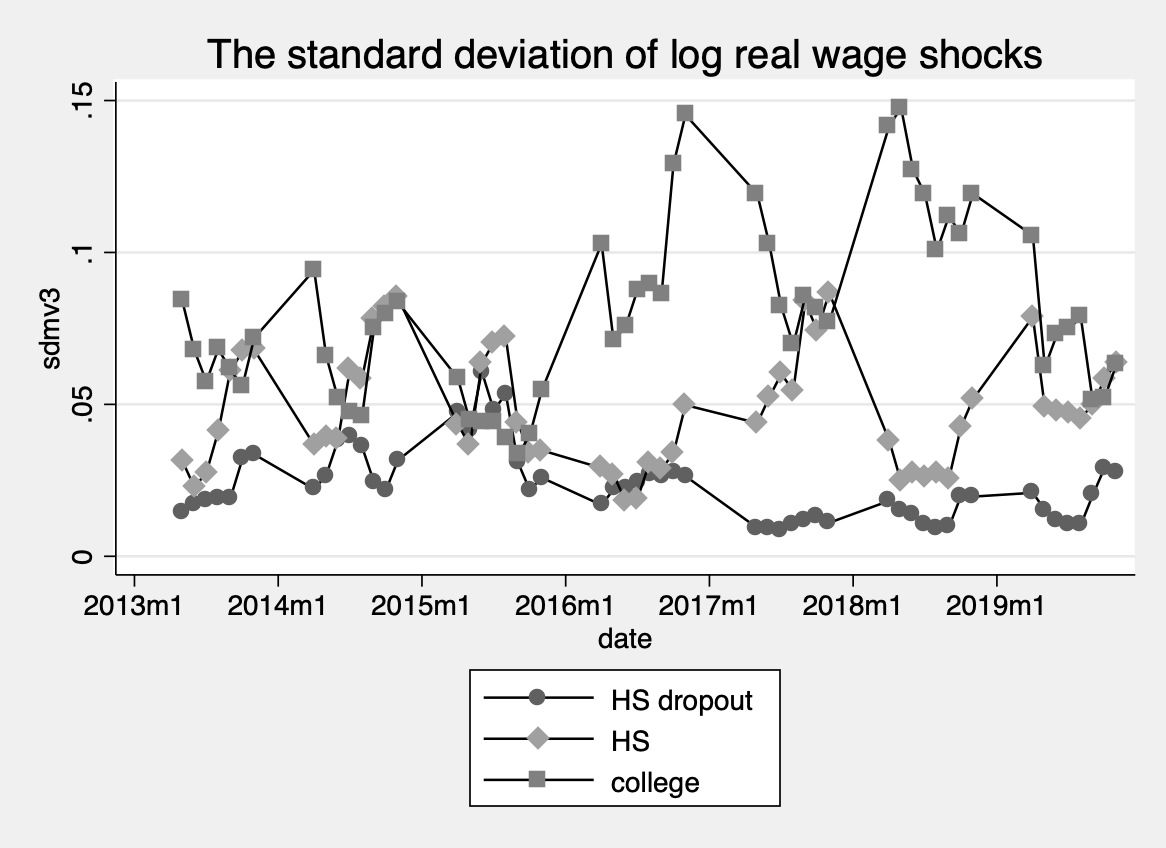 The standard deviation of log real wage shocks
sdmv3
.15
.1
.05
0
2013m1 2014m1 2015m1 2016m1 2017m1 2018m1 2019m1
date
HS dropout
HS
college